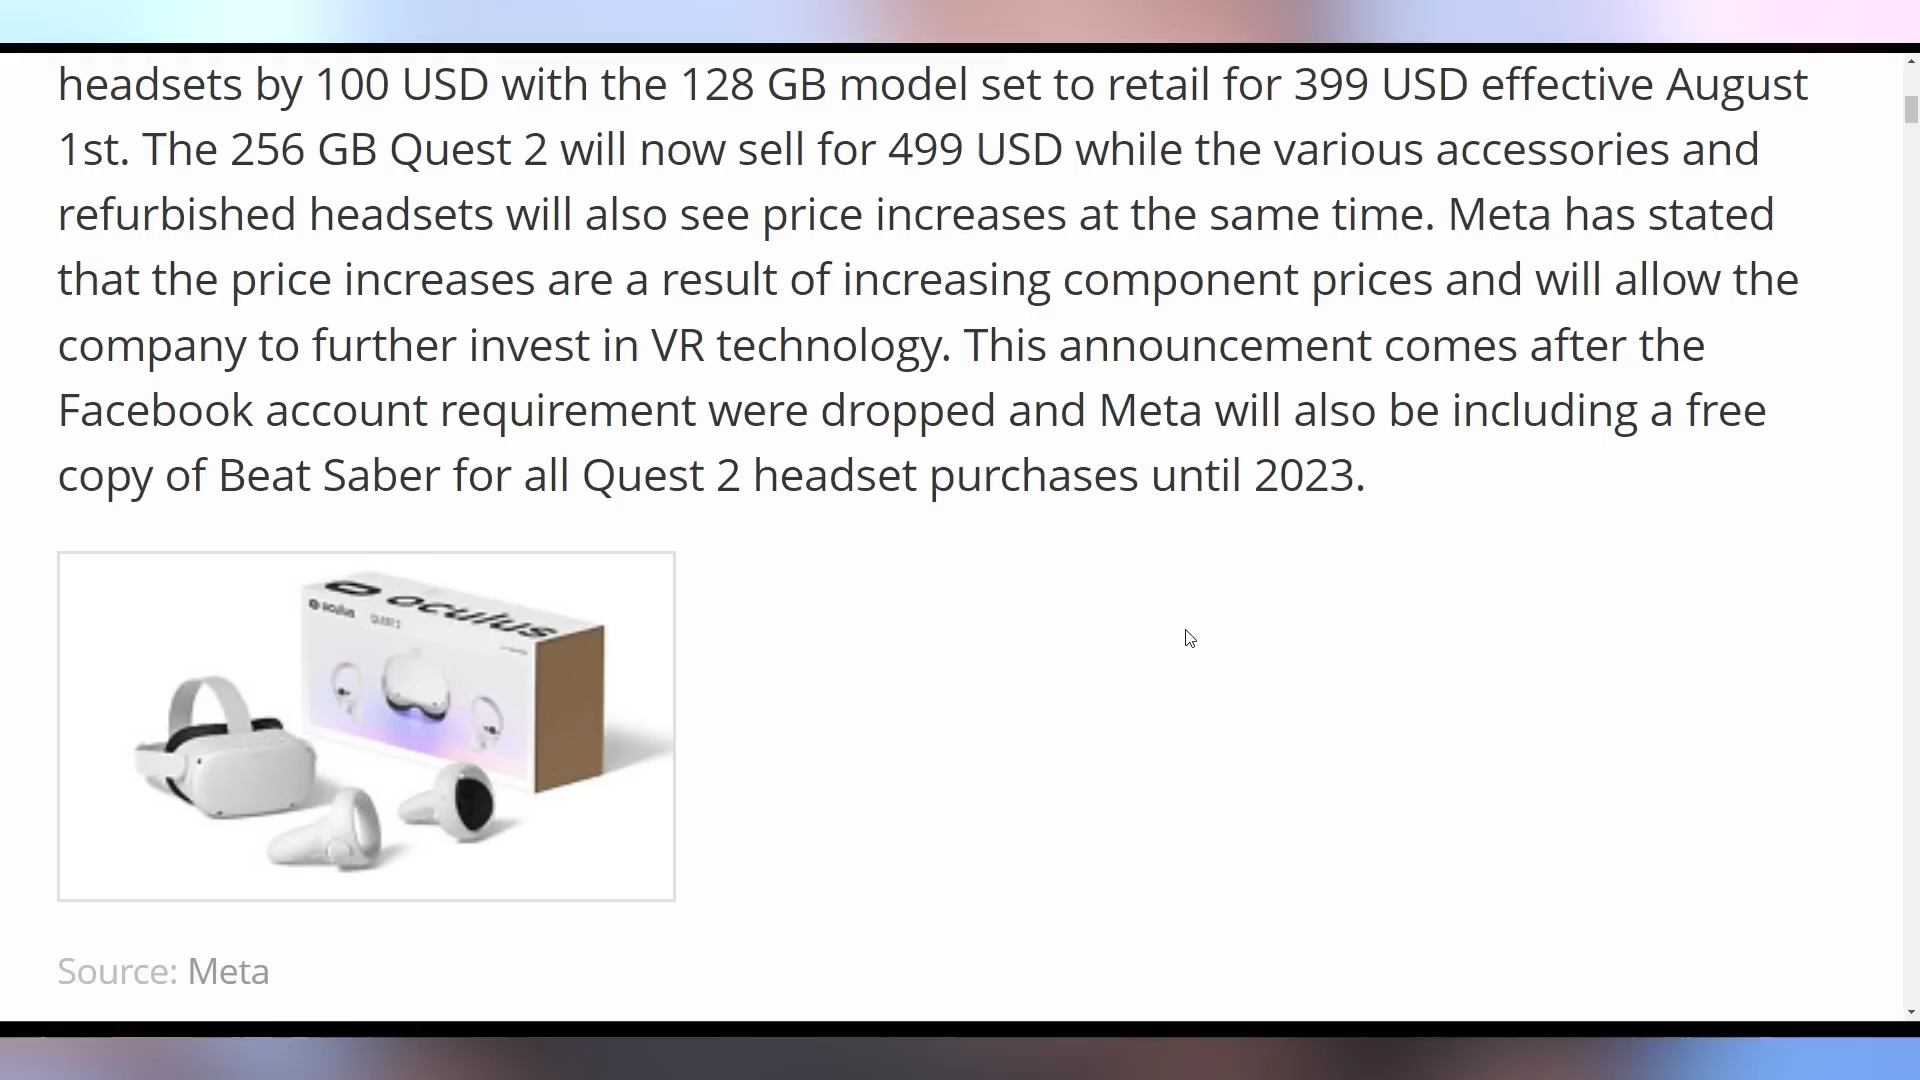 headsets by 100 USD with the 128 GB model set to retail for 399 USD effective August
1st. The 256 GB Quest 2 will now sell for 499 USD while the various accessories and
refurbished headsets will also see price increases at the same time. Meta has stated
that the price increases are a result of increasing component prices and will allow the
company to further invest in VR technology. This announcement comes after the
Facebook account requirement were dropped and Meta will also be including a free
copy of Beat Saber for all Quest 2 headset purchases until 2023.
oculus
oculus
QUEST 2
Source: Meta